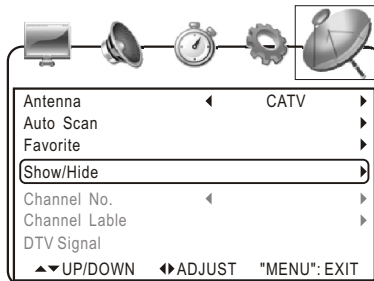 Antenna ◀ CATV ▶
Auto Scan ▶
Favorite ▶
Show/Hide ▶
Channel No. ◀ ▶
Channel Lable ▶
DTV Signal
▲▼UP/DOWN ◀▶ADJUST "MENU": EXIT